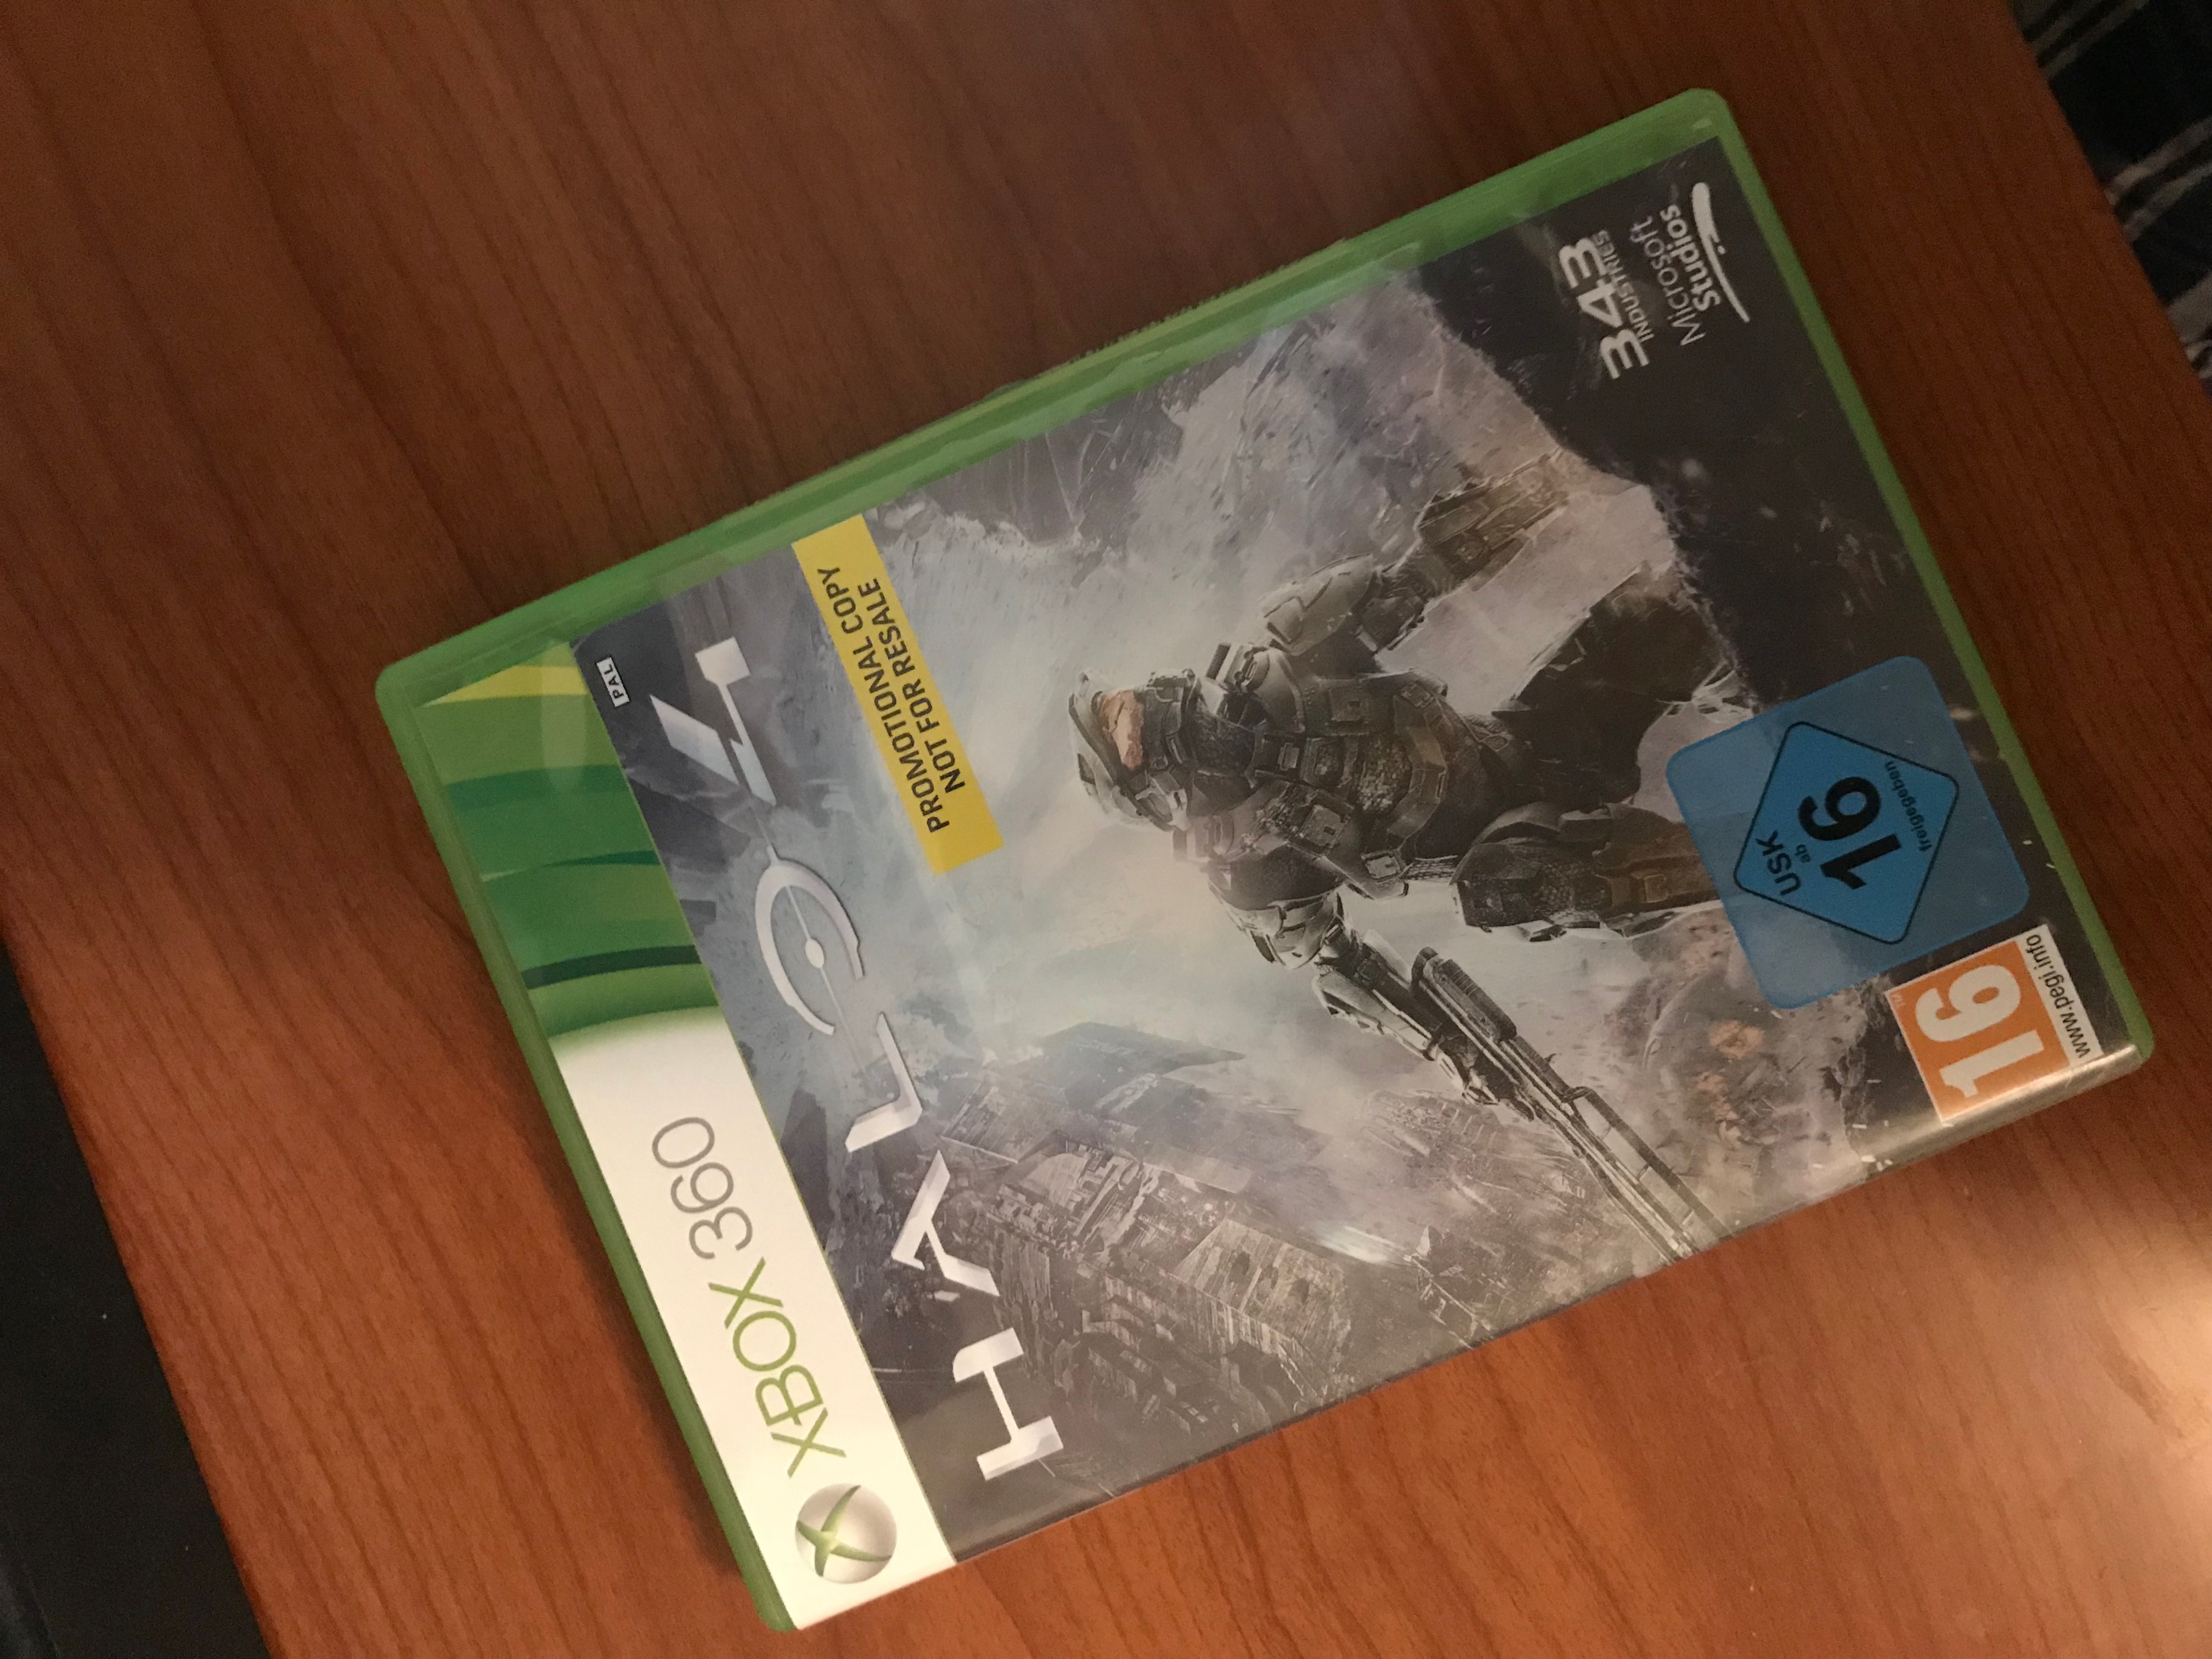 XBOX 360
PAL
HALO 4
PROMOTIONAL COPY
NOT FOR RESALE
343
INDUSTRIES
Microsoft
Studios
USK
ab
16
freigegeben
16
TM
www.pegi.info